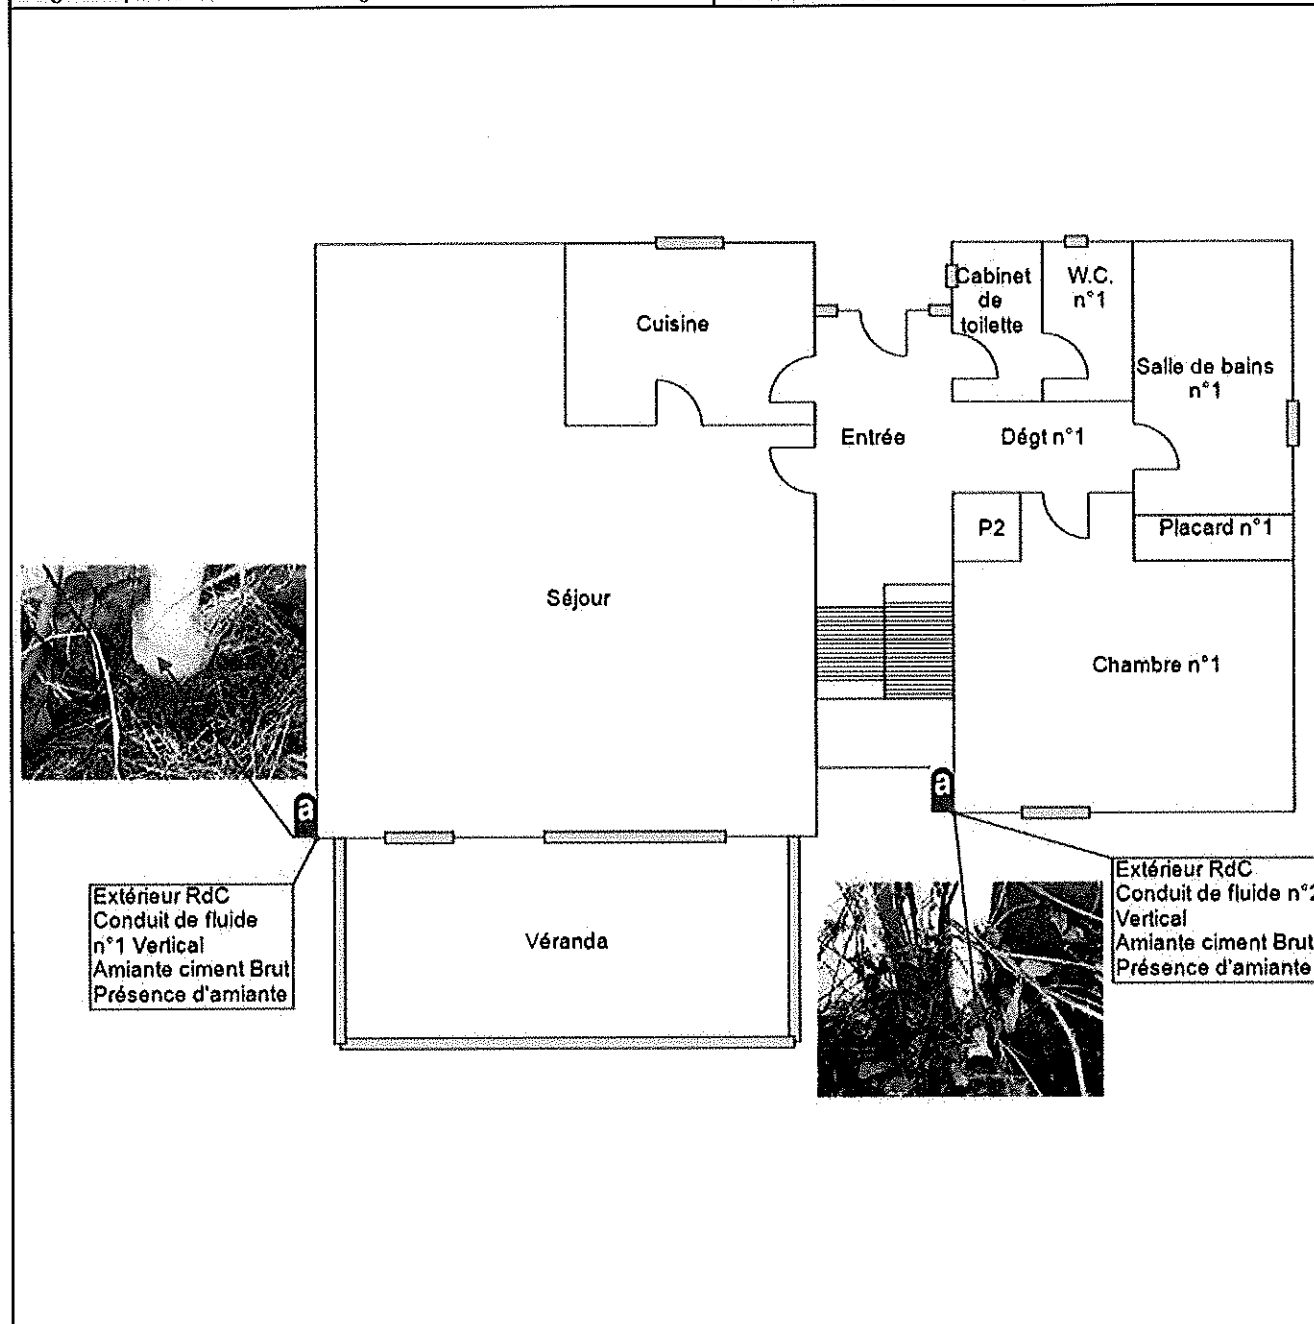 Cuisine
Cabinet
de
toilette
W.C.
n°1
Salle de bains
n°1
Entrée
Dégt n°1
P2
Placard n°1
Séjour
Chambre n°1
a
a
Extérieur RdC
Conduit de fluide
n°1 Vertical
Amiante ciment Brut
Présence d'amiante
Véranda
Extérieur RdC
Conduit de fluide n°2
Vertical
Amiante ciment Brut
Présence d'amiante